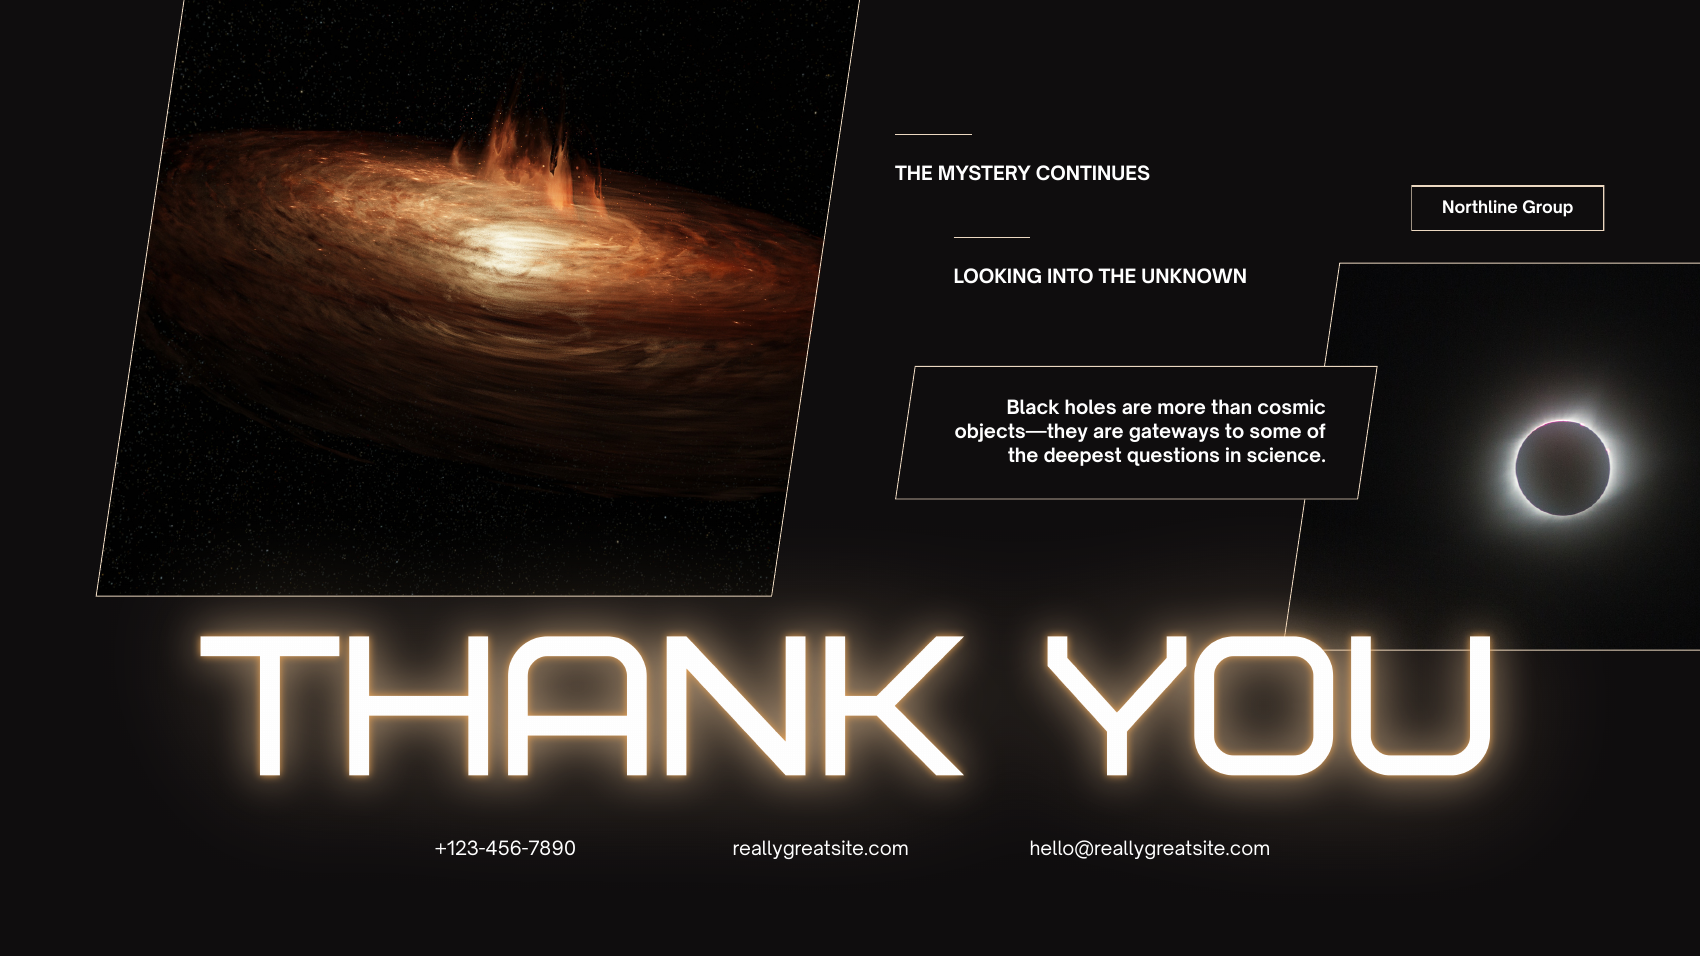 THE MYSTERY CONTINUES
Northline Group
LOOKING INTO THE UNKNOWN
Black holes are more than cosmic
objects—they are gateways to some of
the deepest questions in science.
THANK YOU
+123-456-7890
reallygreatsite.com
hello@reallygreatsite.com